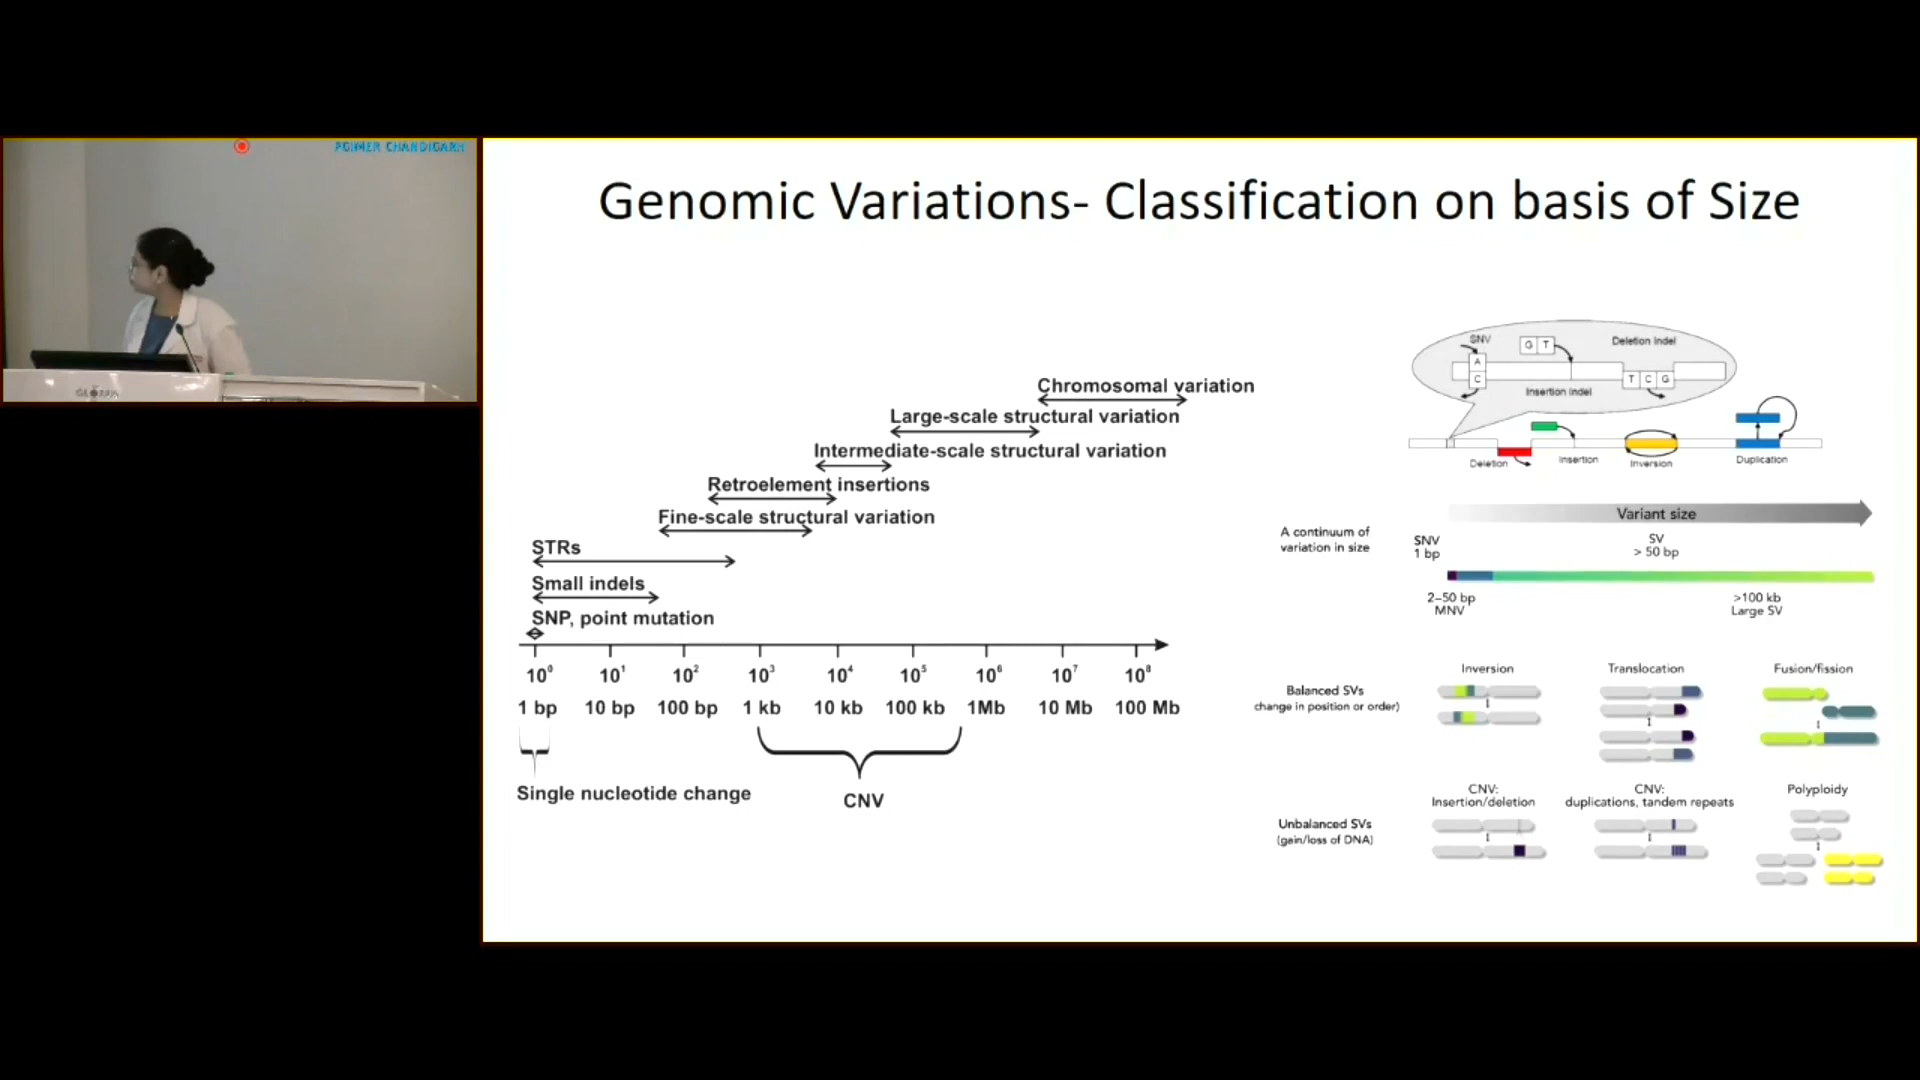 PGIMER CHANDIGARH
Genomic Variations- Classification on basis of Size
Chromosomal variation
Large-scale structural variation
Intermediate-scale structural variation
Retroelement insertions
Fine-scale structural variation
STRs
Small indels
SNP, point mutation
10⁰ 10¹ 10² 10³ 10⁴ 10⁵ 10⁶ 10⁷ 10⁸
1 bp 10 bp 100 bp 1 kb 10 kb 100 kb 1Mb 10 Mb 100 Mb
Single nucleotide change
CNV
SNV
G T
Deletion Indel
A
C
T C G
Insertion Indel
Deletion
Insertion
Inversion
Duplication
Variant size
A continuum of
variation in size
SNV
1 bp
SV
> 50 bp
2–50 bp
MNV
>100 kb
Large SV
Inversion
Translocation
Fusion/fission
Balanced SVs
change in position or order)
CNV:
Insertion/deletion
CNV:
duplications, tandem repeats
Polyploidy
Unbalanced SVs
(gain/loss of DNA)